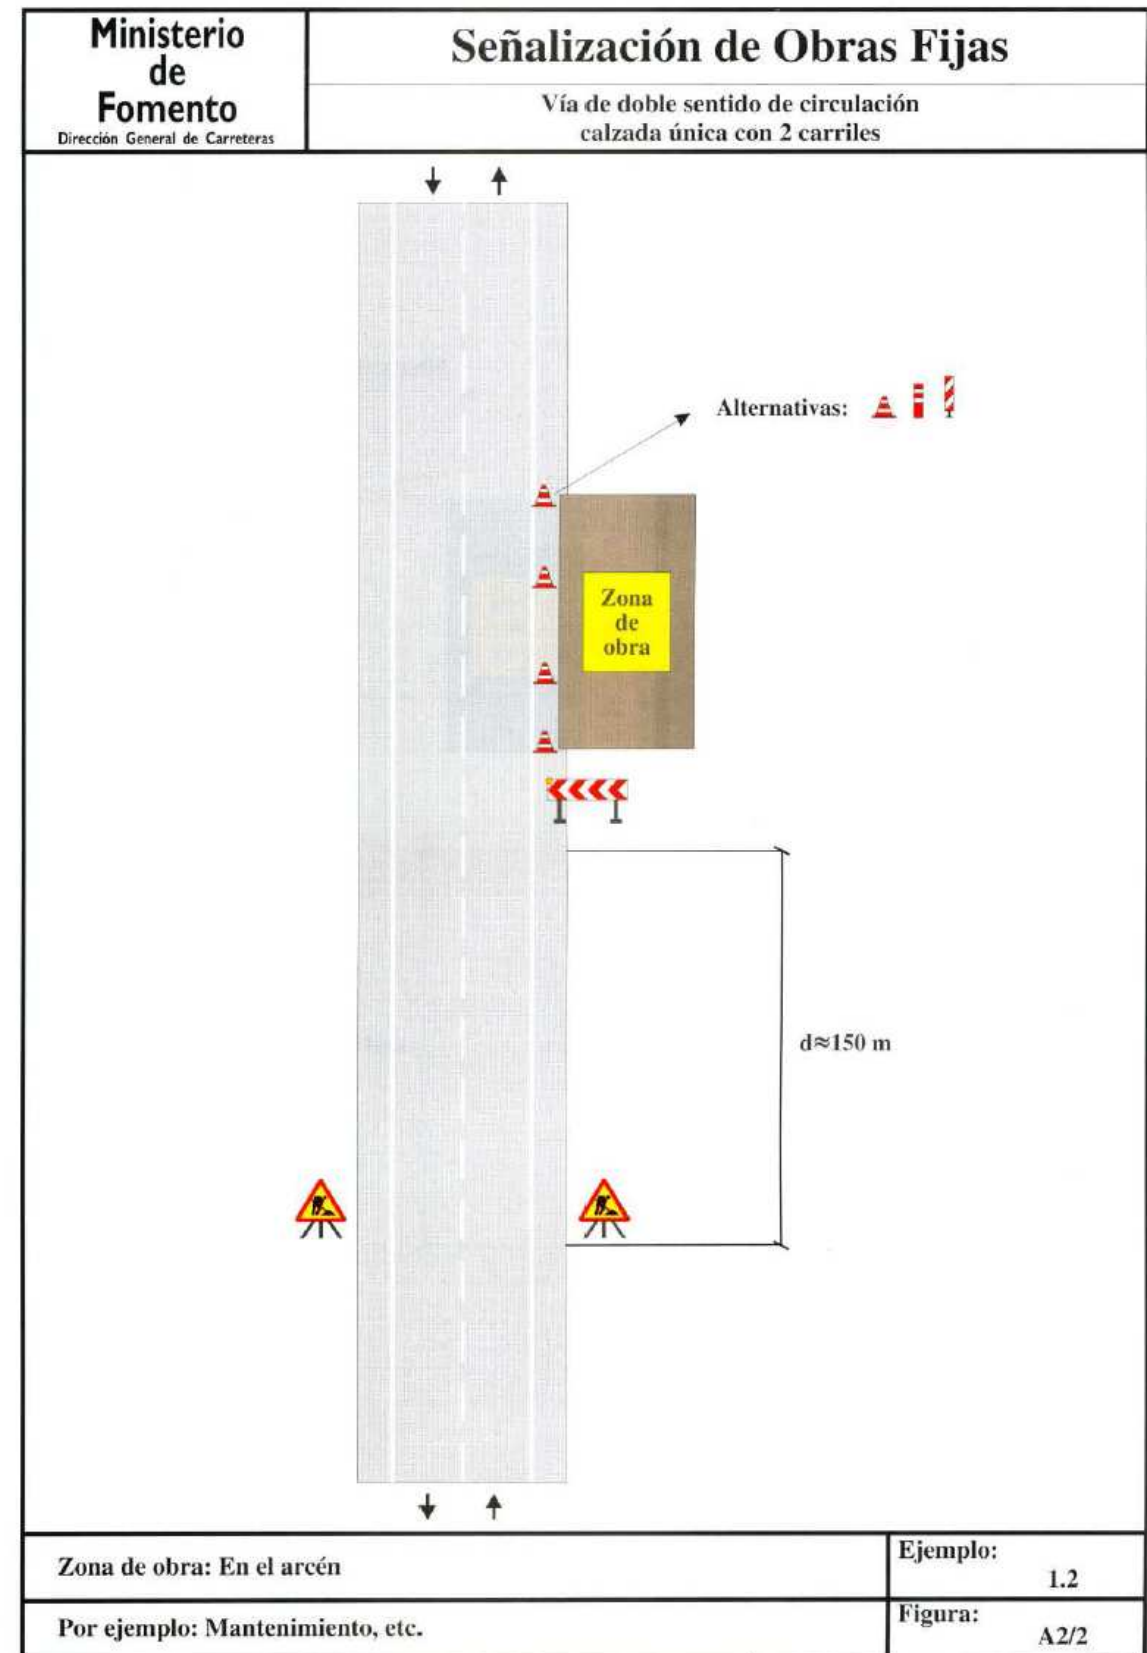 Ministerio
de
Fomento
Dirección General de Carreteras
Señalización de Obras Fijas
Vía de doble sentido de circulación
calzada única con 2 carriles
Alternativas:
Zona
de
obra
d≈150 m
Zona de obra: En el arcén
Ejemplo:
1.2
Por ejemplo: Mantenimiento, etc.
Figura:
A2/2